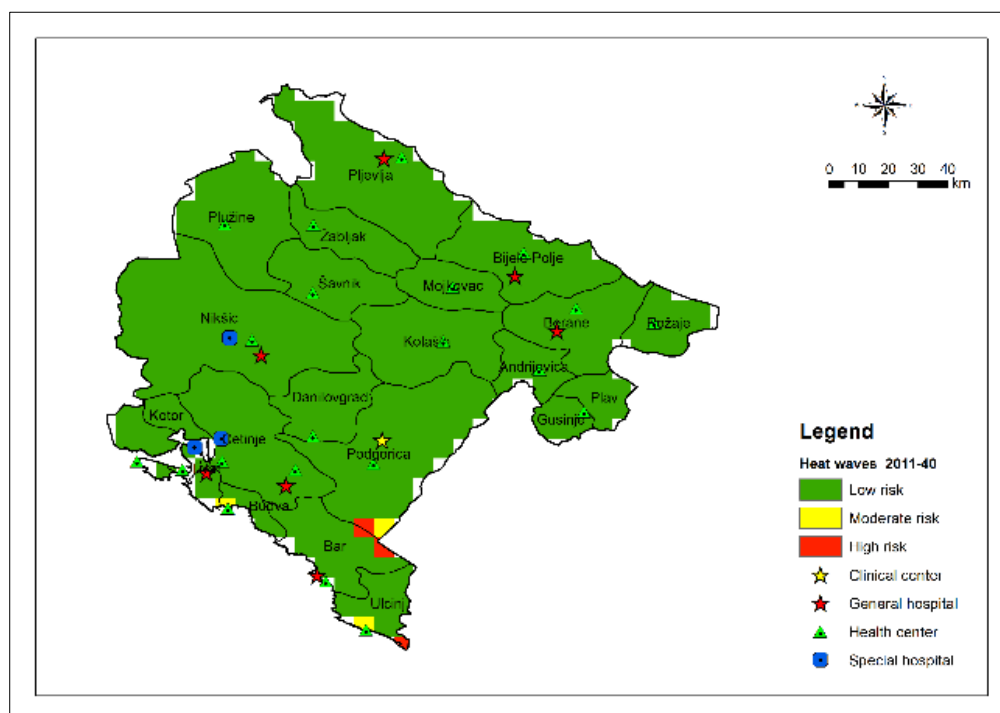 0 10 20 30 40
km
Pljevlja
Plužine
Žabljak
Bijelo-Polje
Šavnik
Mojkovac
Nikšic
Berane
Rožaje
Kolašin
Andrijevica
Danilovgrad
Plav
Kotor
Gusinje
Cetinje
Podgorica
Budva
Bar
Ulcinj
Legend
Heat waves 2011-40
Low risk
Moderate risk
High risk
Clinical center
General hospital
Health center
Special hospital